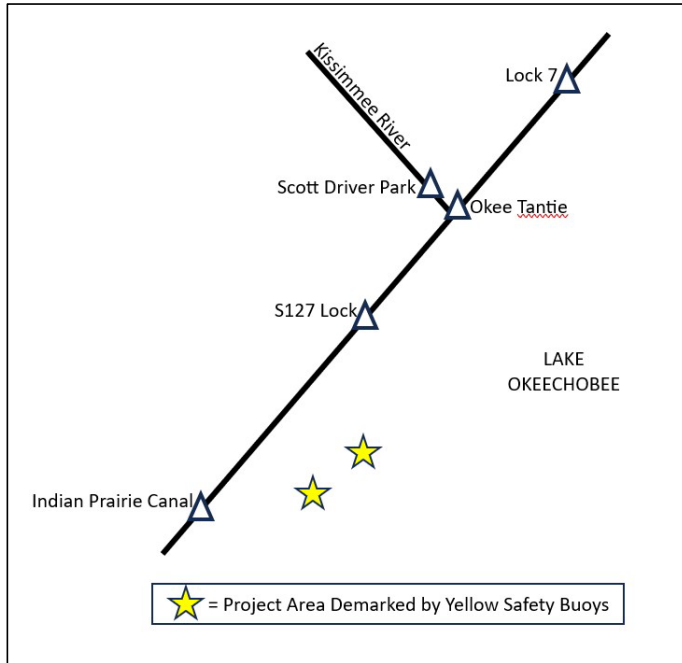 Lock 7
Kissimmee River
Scott Driver Park
Okee Tantie
S127 Lock
LAKE
OKEECHOBEE
Indian Prairie Canal
= Project Area Demarked by Yellow Safety Buoys